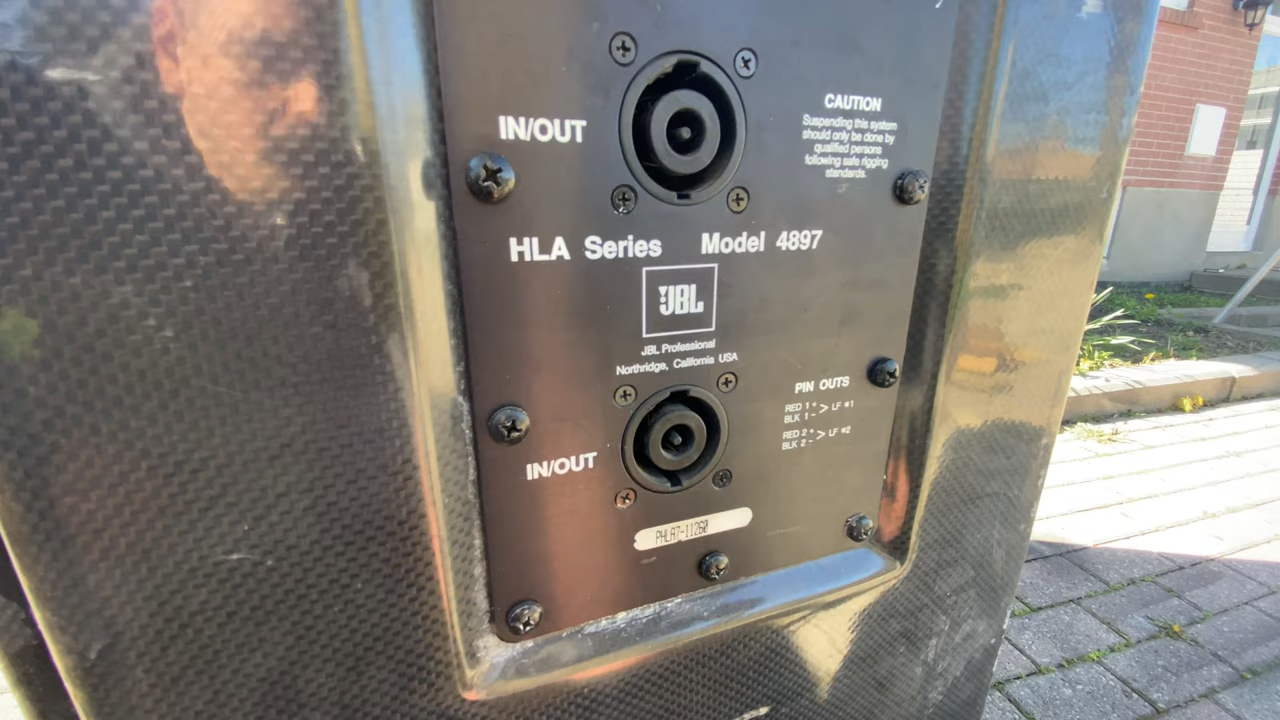 IN/OUT
CAUTION
Suspending this system
should only be done by
qualified persons
following safe rigging
standards.
HLA Series Model 4897
JBL
JBL Professional
Northridge, California USA
PIN OUTS
RED 1 + > LF #1
BLK 1 -
RED 2 + > LF #2
BLK 2 -
IN/OUT
PHLA7-11260